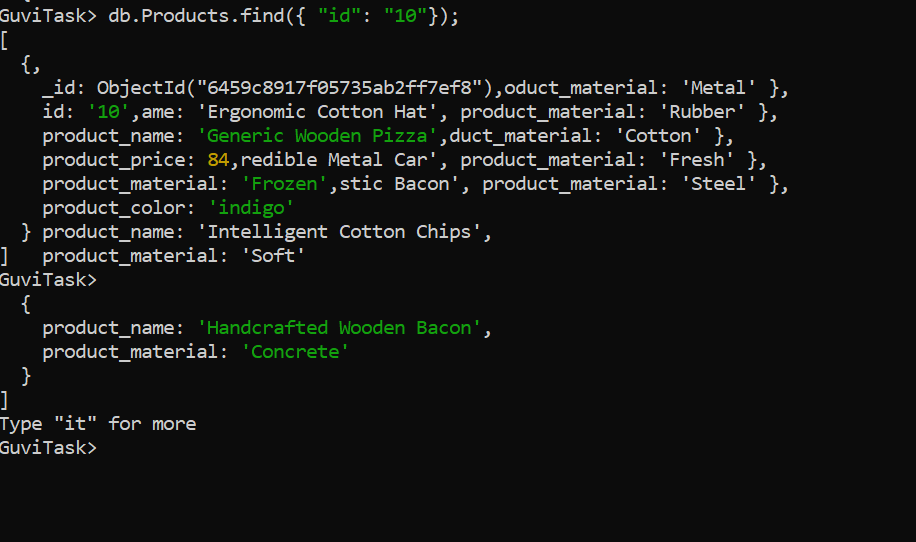 GuviTask> db.Products.find({ "id": "10"});
[
  {,
    _id: ObjectId("6459c8917f05735ab2ff7ef8"),oduct_material: 'Metal' },
    id: '10',ame: 'Ergonomic Cotton Hat', product_material: 'Rubber' },
    product_name: 'Generic Wooden Pizza',duct_material: 'Cotton' },
    product_price: 84,redible Metal Car', product_material: 'Fresh' },
    product_material: 'Frozen',stic Bacon', product_material: 'Steel' },
    product_color: 'indigo'
  } product_name: 'Intelligent Cotton Chips',
]   product_material: 'Soft'
GuviTask>
  {
    product_name: 'Handcrafted Wooden Bacon',
    product_material: 'Concrete'
  }
]
Type "it" for more
GuviTask>